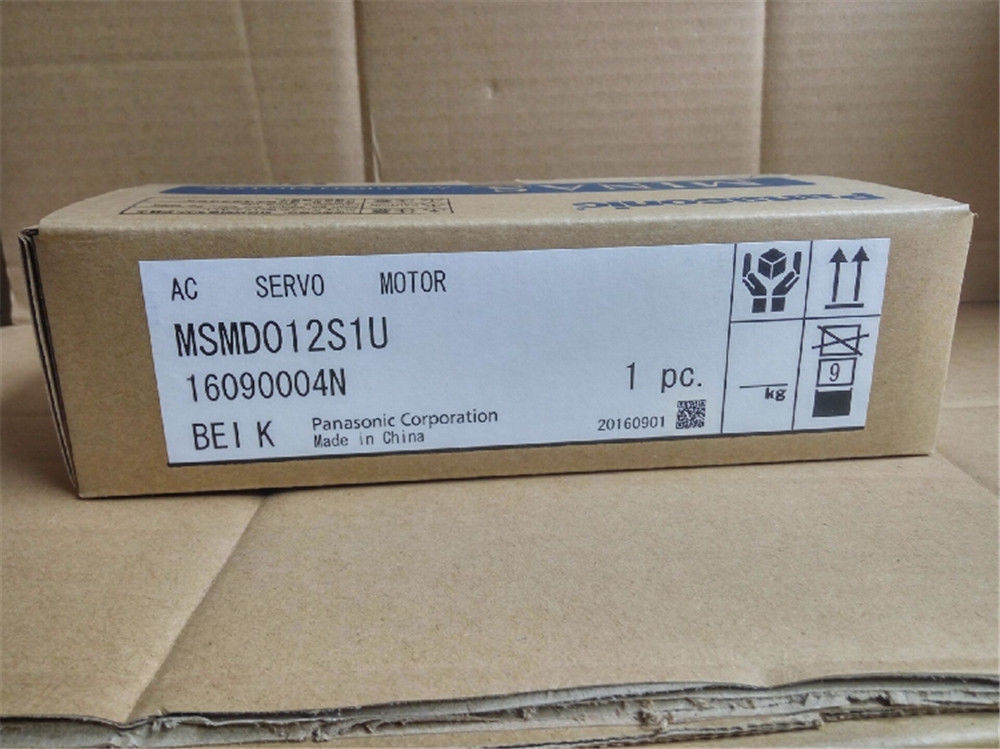 Panasonic
MINAS
AC SERVO MOTOR
MSMD012S1U
16090004N
1 pc.
BEI K
Panasonic Corporation
Made in China
20160901
kg
9